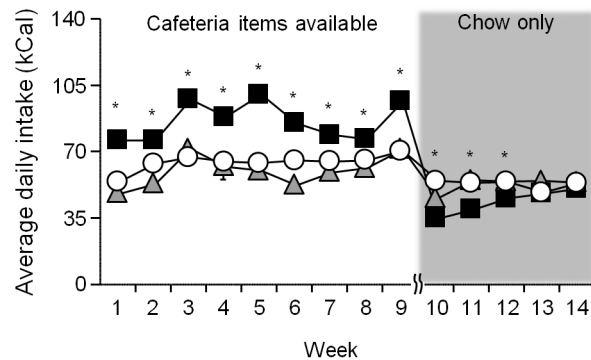 Cafeteria items available
Chow only
Average daily intake (kCal)
140
105
70
35
0
* * * * * * * * * * * *
1 2 3 4 5 6 7 8 9 10 11 12 13 14
Week